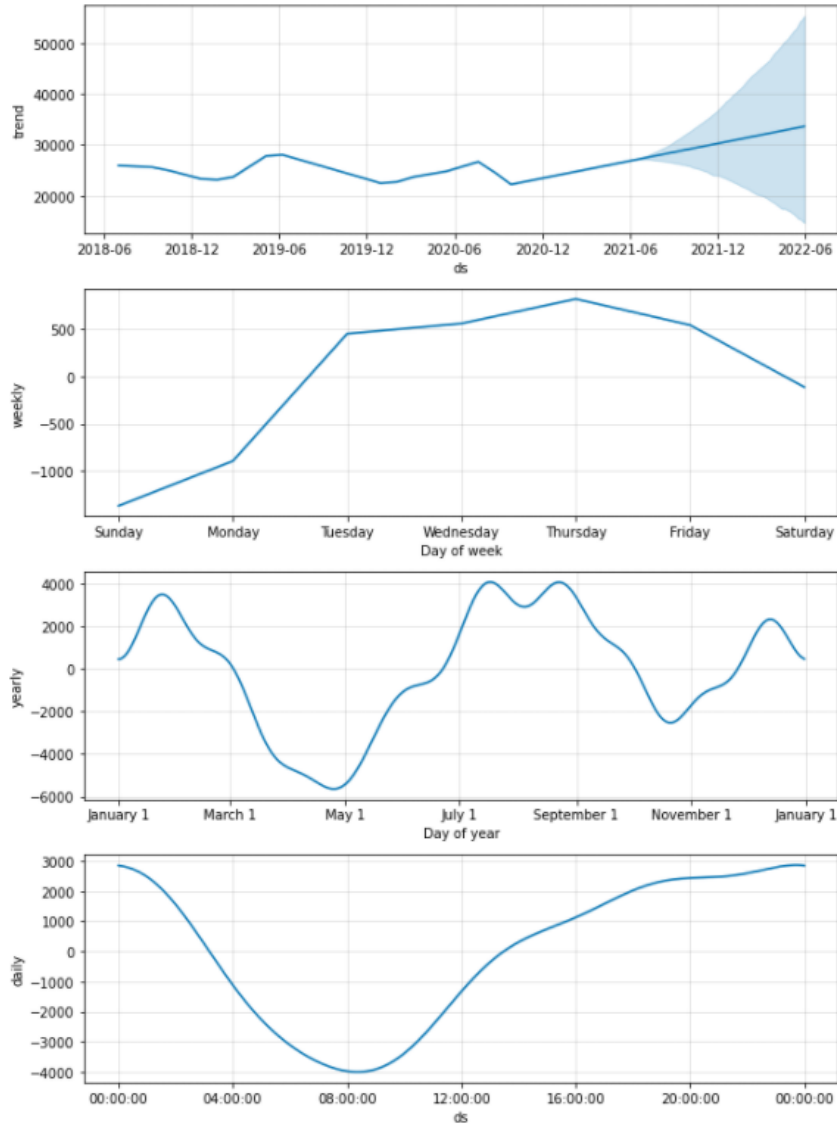 50000
40000
30000
20000
trend
2018-06 2018-12 2019-06 2019-12 2020-06 2020-12 2021-06 2021-12 2022-06
ds
500
0
−500
−1000
weekly
Sunday Monday Tuesday Wednesday Thursday Friday Saturday
Day of week
4000
2000
0
−2000
−4000
−6000
yearly
January 1 March 1 May 1 July 1 September 1 November 1 January 1
Day of year
3000
2000
1000
0
−1000
−2000
−3000
−4000
daily
00:00:00 04:00:00 08:00:00 12:00:00 16:00:00 20:00:00 00:00:00
ds